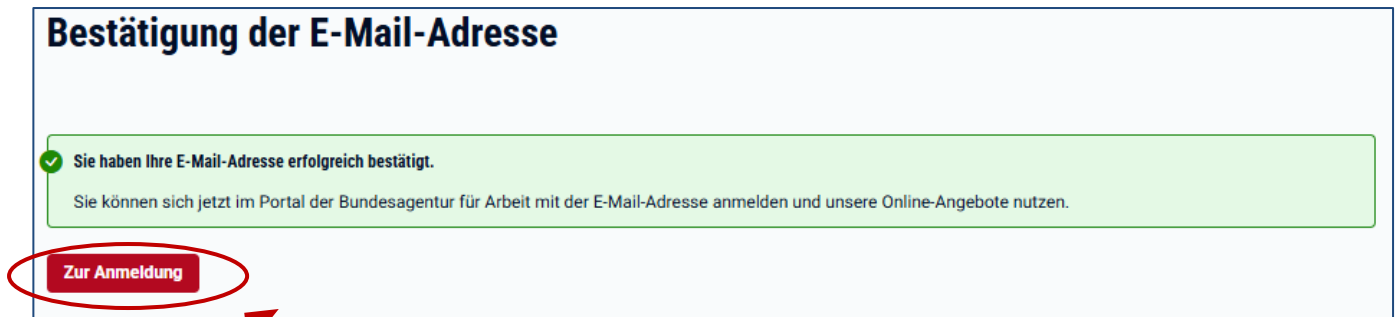 Bestätigung der E-Mail-Adresse
Sie haben Ihre E-Mail-Adresse erfolgreich bestätigt.
Sie können sich jetzt im Portal der Bundesagentur für Arbeit mit der E-Mail-Adresse anmelden und unsere Online-Angebote nutzen.
Zur Anmeldung